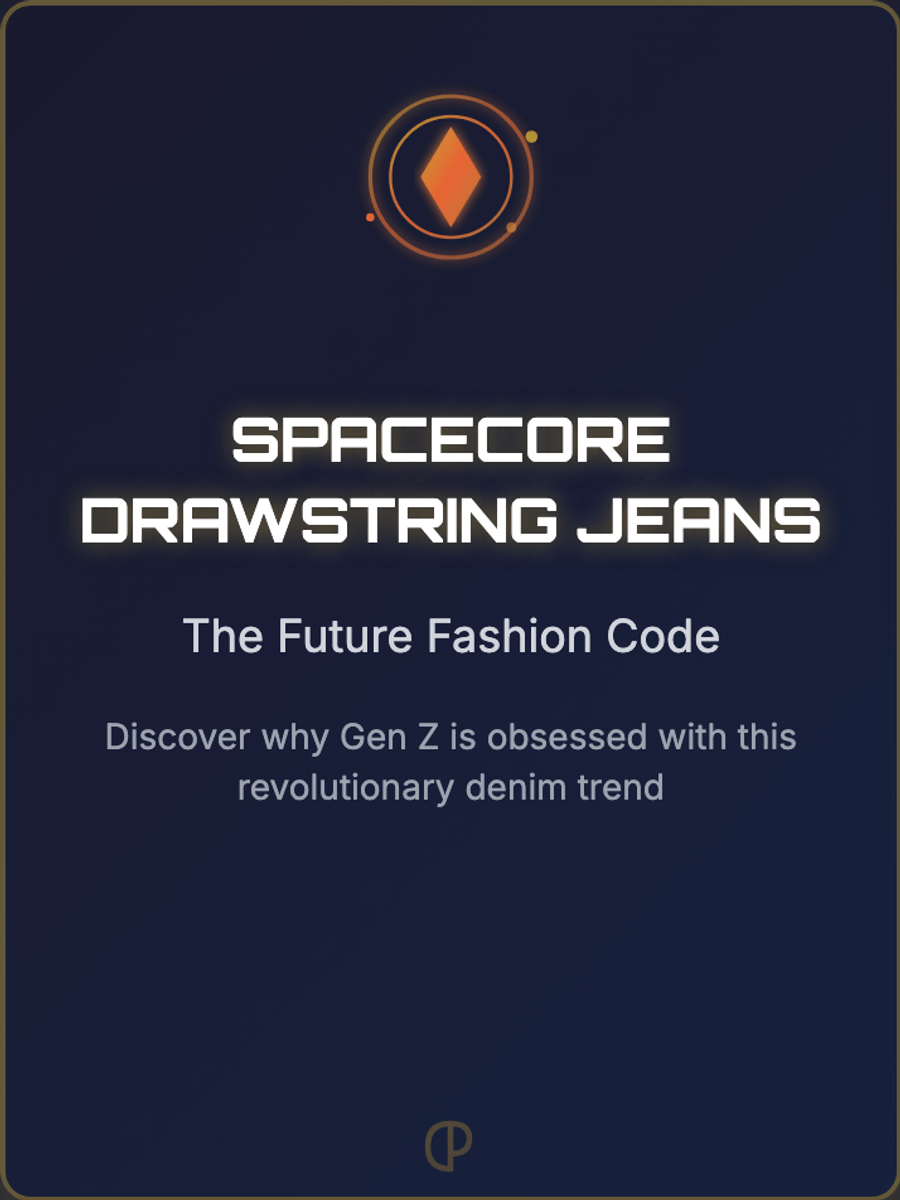 SPACECORE
DRAWSTRING JEANS
The Future Fashion Code
Discover why Gen Z is obsessed with this
revolutionary denim trend